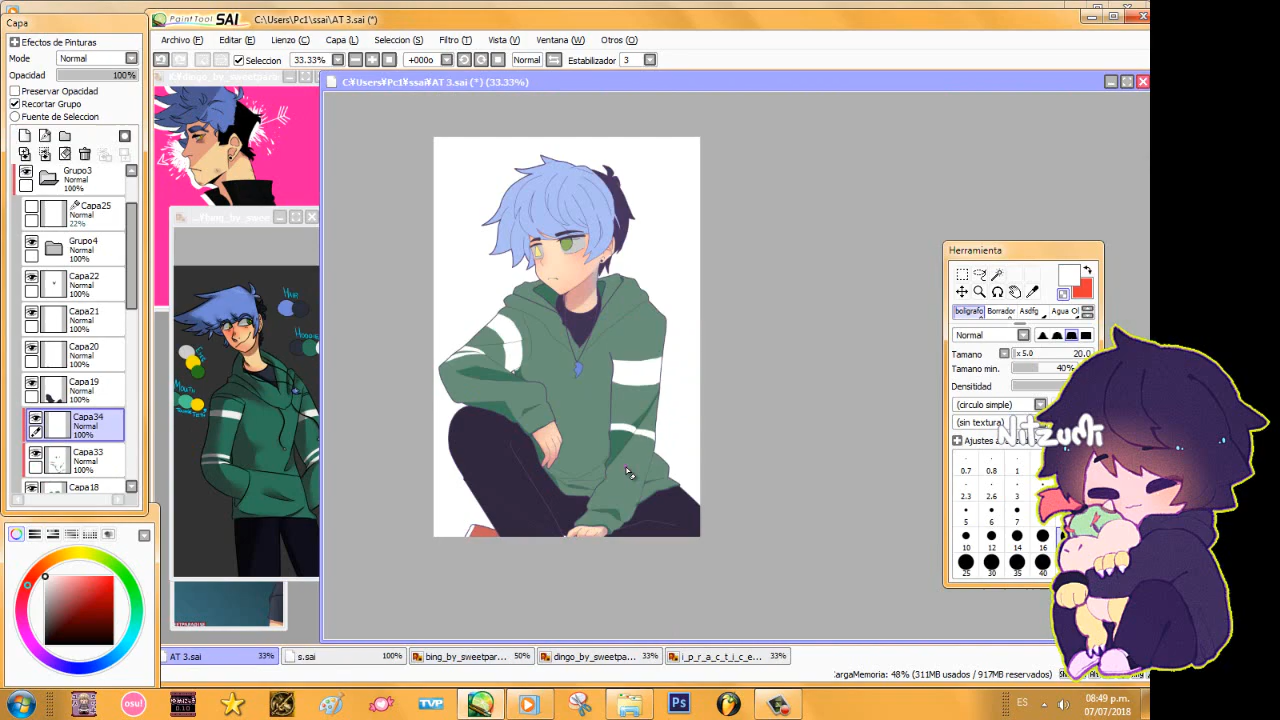 Capa
PaintTool SAI C:\Users\Pc1\ssai\AT 3.sai (*)
Archivo (F) Editar (E) Lienzo (C) Capa (L) Seleccion (S) Filtro (T) Vista (V) Ventana (W) Otros (O)
Efectos de Pinturas
Mode Normal
Opacidad 100%
Preservar Opacidad
Recortar Grupo
Fuente de Seleccion
Seleccion 33.33% +000o Normal Estabilizador 3
C:¥Users¥Pc1¥ssai¥AT 3.sai (*) (33.33%)
Grupo3
Normal
100%
Capa25
Normal
22%
Grupo4
Normal
100%
Capa22
Normal
100%
Capa21
Normal
100%
Capa20
Normal
100%
Capa19
Normal
100%
Capa34
Normal
100%
Capa33
Normal
100%
Capa18
Herramienta
boligrafo Borrador Asdfg Agua
Normal
Tamano x 5.0 20.0
Tamano min. 40%
Densitidad
(circulo simple)
(sin textura)
Nitzumi
0.7 0.8 1
2.3 2.6 3
5 6 7
10 12 14 16
25 30 35 40
AT 3.sai 33%
s.sai 100%
bing_by_sweetpar... 50%
dingo_by_sweetpa... 33%
i_p_r_a_c_t_i_c_e... 33%
CargaMemoria: 48% (311MB usados / 917MB reservados)
osu!
TVP
Ps
ES
08:49 p.m.
07/07/2018